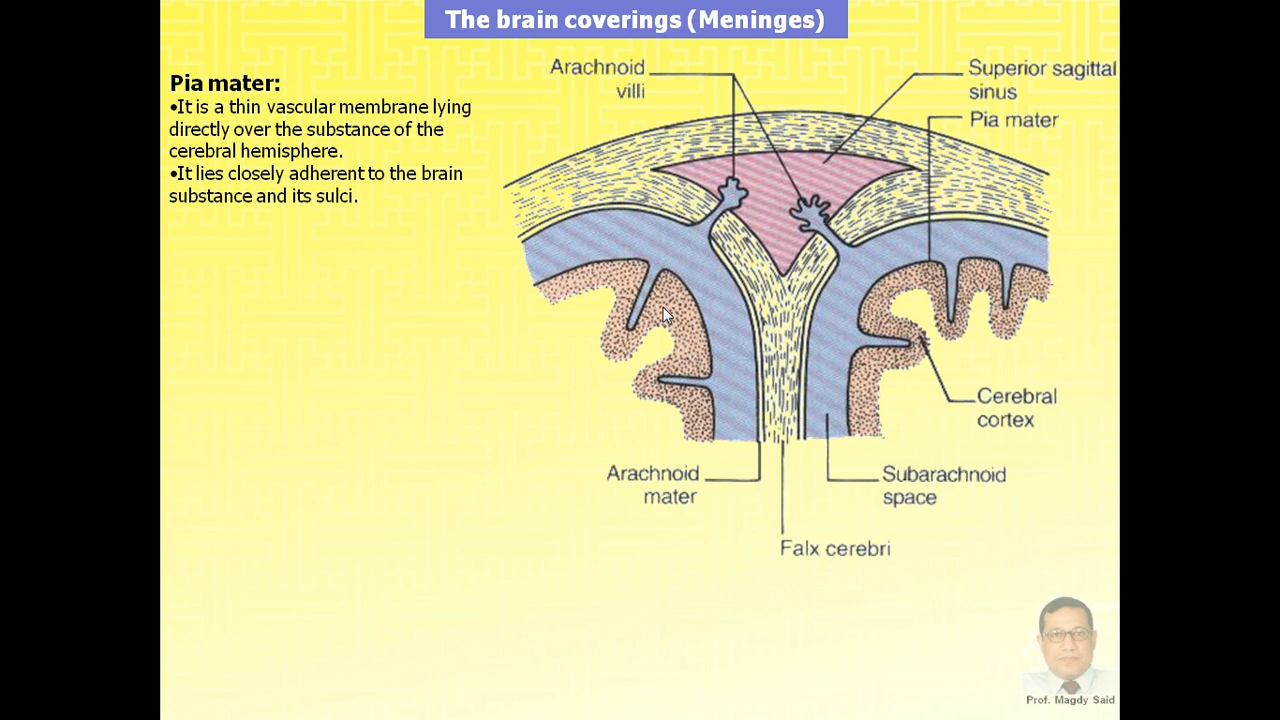 The brain coverings (Meninges)
Pia mater:
•It is a thin vascular membrane lying
directly over the substance of the
cerebral hemisphere.
•It lies closely adherent to the brain
substance and its sulci.
Arachnoid
villi
Superior sagittal
sinus
Pia mater
Cerebral
cortex
Arachnoid
mater
Subarachnoid
space
Falx cerebri
Prof. Magdy Said